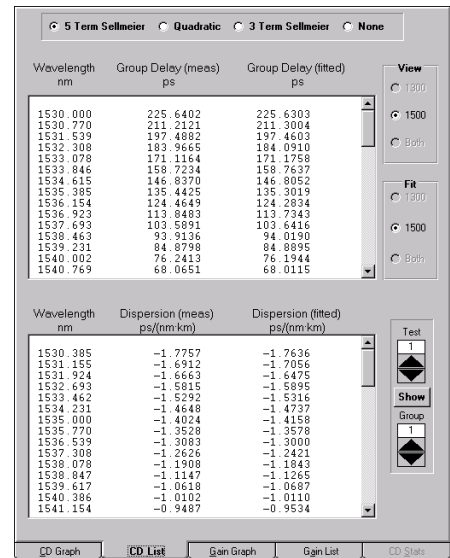 5 Term Sellmeier Quadratic 3 Term Sellmeier None
Wavelength Group Delay (meas) Group Delay (fitted)
nm ps ps
1530.000 225.6402 225.6303
1530.770 211.2121 211.3004
1531.539 197.4882 197.4603
1532.308 183.9665 184.0910
1533.078 171.1164 171.1758
1533.846 158.7234 158.7637
1534.615 146.8370 146.8052
1535.385 135.4425 135.3019
1536.154 124.4649 124.2834
1536.923 113.8483 113.7343
1537.693 103.5891 103.6416
1538.463 93.9136 94.0190
1539.231 84.8798 84.8895
1540.002 76.2413 76.1944
1540.769 68.0651 68.0115
View
1300
1500
Both
Fit
1300
1500
Both
Wavelength Dispersion (meas) Dispersion (fitted)
nm ps/(nm·km) ps/(nm·km)
1530.385 -1.7757 -1.7636
1531.155 -1.6912 -1.7056
1531.924 -1.6663 -1.6475
1532.693 -1.5815 -1.5895
1533.462 -1.5292 -1.5316
1534.231 -1.4648 -1.4737
1535.000 -1.4024 -1.4158
1535.770 -1.3528 -1.3578
1536.539 -1.3083 -1.3000
1537.308 -1.2626 -1.2421
1538.078 -1.1908 -1.1843
1538.847 -1.1147 -1.1265
1539.617 -1.0618 -1.0687
1540.386 -1.0102 -1.0110
1541.154 -0.9487 -0.9534
Test
1
Show
Group
1
CD Graph CD List Gain Graph Gain List CD Stats